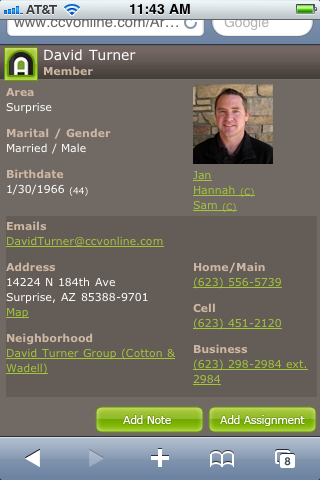 AT&T 11:43 AM
www.ccvonline.com/Ar... Google
David Turner
Member
Area
Surprise
Marital / Gender
Married / Male
Birthdate
1/30/1966 (44)
Jan
Hannah (C)
Sam (C)
Emails
DavidTurner@ccvonline.com
Address
14224 N 184th Ave
Surprise, AZ 85388-9701
Map
Neighborhood
David Turner Group (Cotton &
Wadell)
Home/Main
(623) 556-5739
Cell
(623) 451-2120
Business
(623) 298-2984 ext.
2984
Add Note Add Assignment
8